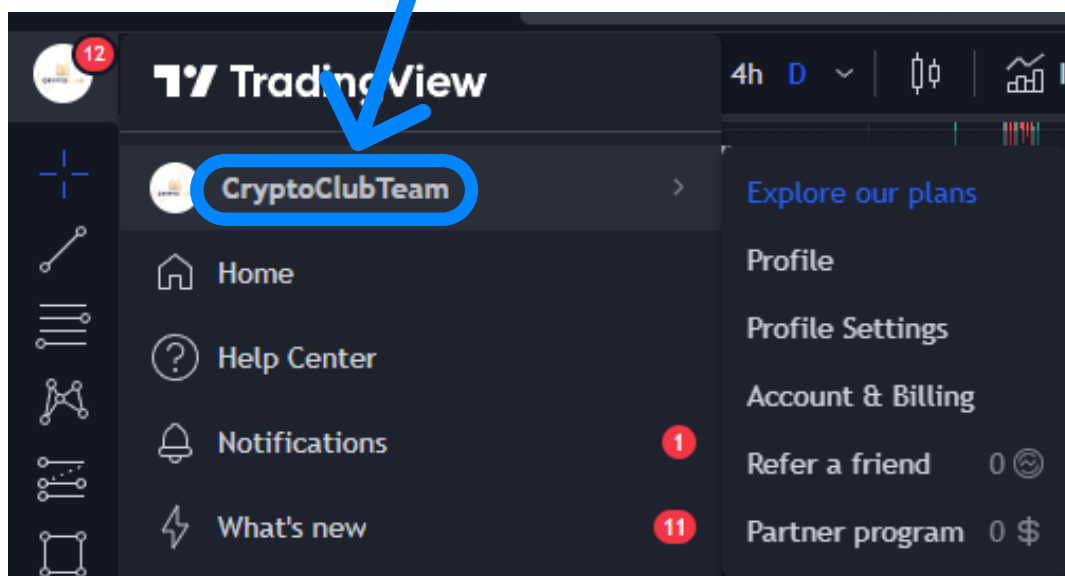 12
TradingView
4h D
CryptoClubTeam
Explore our plans
Home
Profile
Help Center
Profile Settings
Account & Billing
Notifications 1
Refer a friend 0
What's new 11
Partner program 0 $